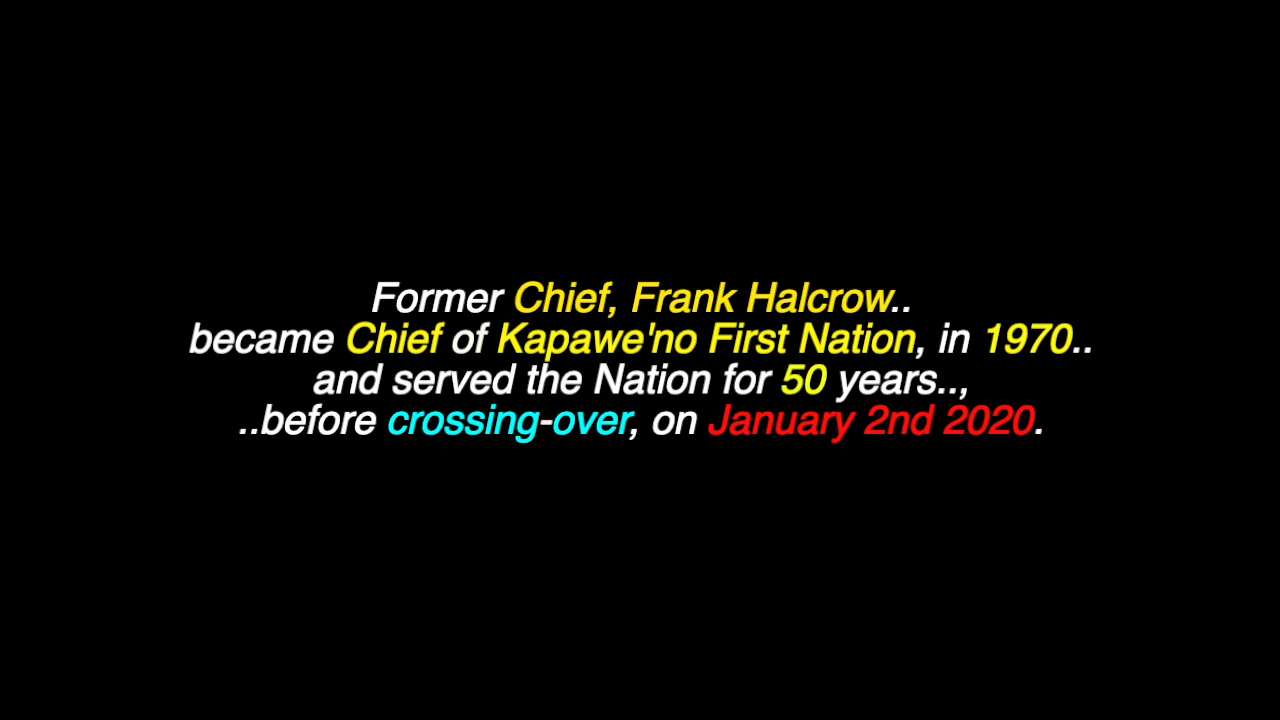 Former Chief, Frank Halcrow..
became Chief of Kapawe'no First Nation, in 1970..
and served the Nation for 50 years..,
..before crossing-over, on January 2nd 2020.